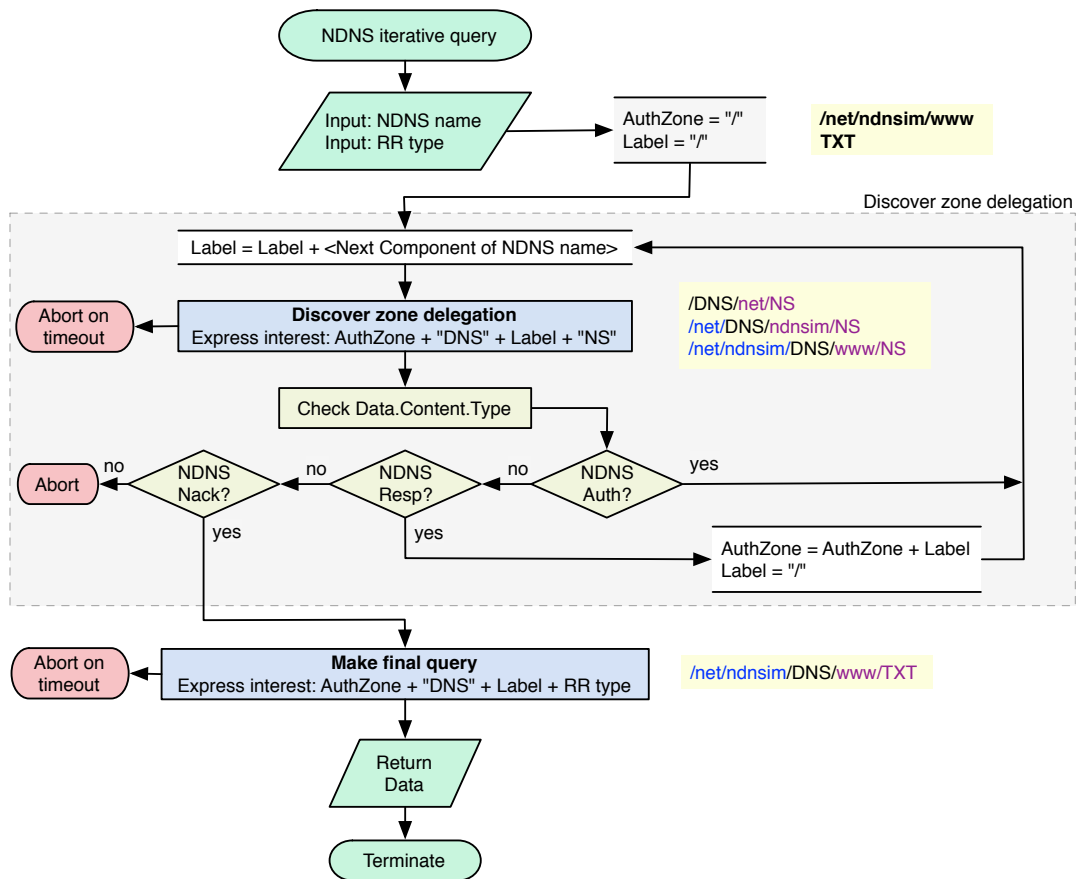 NDNS iterative query
Input: NDNS name
Input: RR type
AuthZone = "/"
Label = "/"
/net/ndnsim/www
TXT
Discover zone delegation
Label = Label + <Next Component of NDNS name>
Abort on
timeout
Discover zone delegation
Express interest: AuthZone + "DNS" + Label + "NS"
/DNS/net/NS
/net/DNS/ndnsim/NS
/net/ndnsim/DNS/www/NS
Check Data.Content.Type
Abort
no
NDNS
Nack?
no
NDNS
Resp?
no
NDNS
Auth?
yes
yes
yes
AuthZone = AuthZone + Label
Label = "/"
Abort on
timeout
Make final query
Express interest: AuthZone + "DNS" + Label + RR type
/net/ndnsim/DNS/www/TXT
Return
Data
Terminate